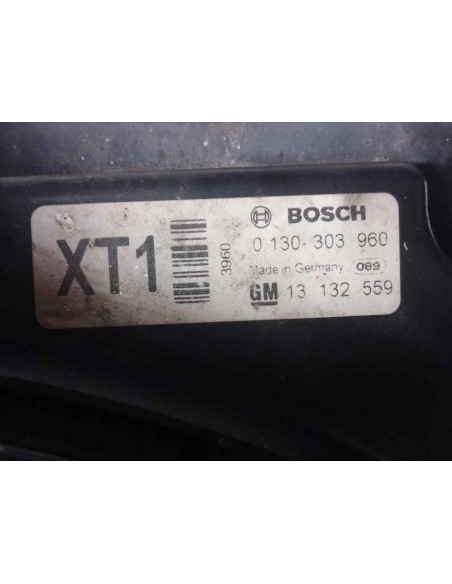 XT1
3960
BOSCH
0 130 303 960
Made in Germany 089
GM 13 132 559